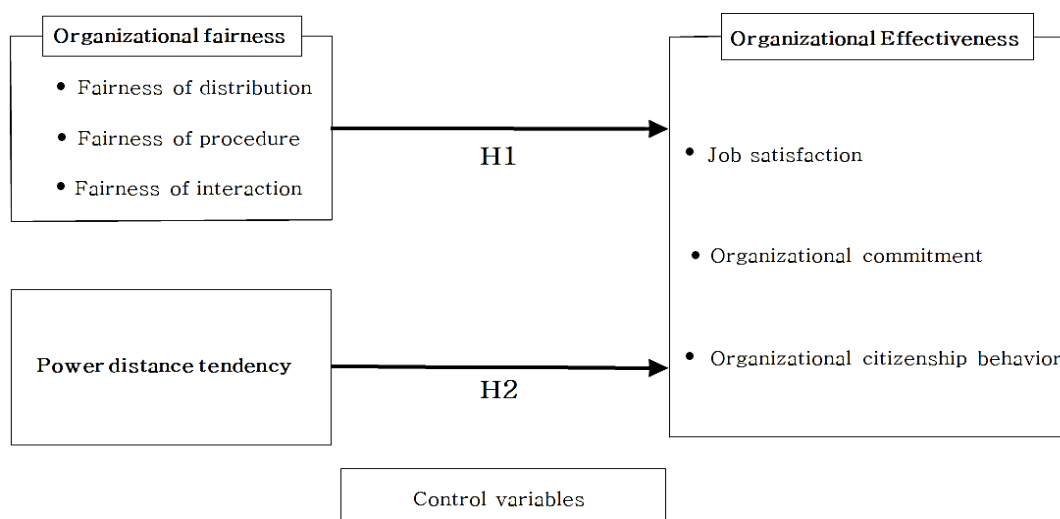 Organizational fairness
• Fairness of distribution
• Fairness of procedure
• Fairness of interaction
H1
Organizational Effectiveness
• Job satisfaction
• Organizational commitment
• Organizational citizenship behavior
Power distance tendency
H2
Control variables